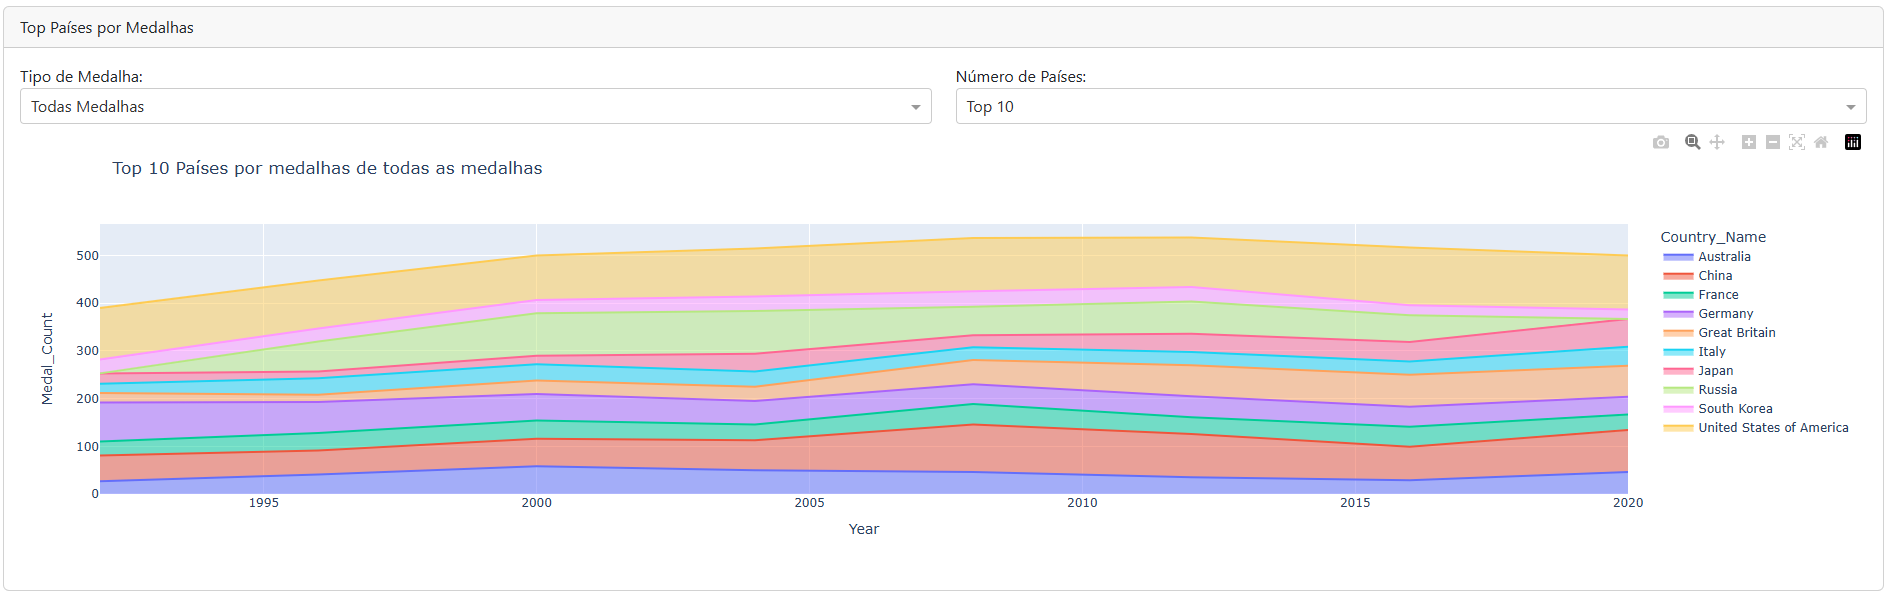 Top Países por Medalhas
Tipo de Medalha:
Todas Medalhas
Número de Países:
Top 10
Top 10 Países por medalhas de todas as medalhas
500
400
300
200
100
0
Medal_Count
1995
2000
2005
2010
2015
2020
Year
Country_Name
Australia
China
France
Germany
Great Britain
Italy
Japan
Russia
South Korea
United States of America